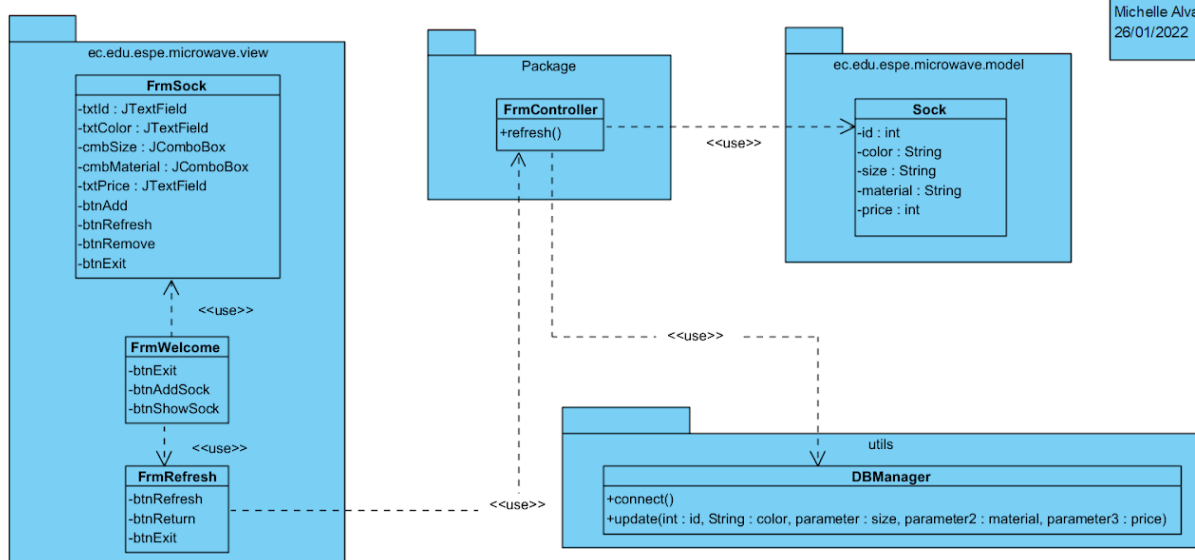 Michelle Alva
26/01/2022
ec.edu.espe.microwave.view
FrmSock
-txtId : JTextField
-txtColor : JTextField
-cmbSize : JComboBox
-cmbMaterial : JComboBox
-txtPrice : JTextField
-btnAdd
-btnRefresh
-btnRemove
-btnExit
<<use>>
FrmWelcome
-btnExit
-btnAddSock
-btnShowSock
<<use>>
FrmRefresh
-btnRefresh
-btnReturn
-btnExit
<<use>>
Package
FrmController
+refresh()
<<use>>
ec.edu.espe.microwave.model
Sock
-id : int
-color : String
-size : String
-material : String
-price : int
<<use>>
utils
DBManager
+connect()
+update(int : id, String : color, parameter : size, parameter2 : material, parameter3 : price)